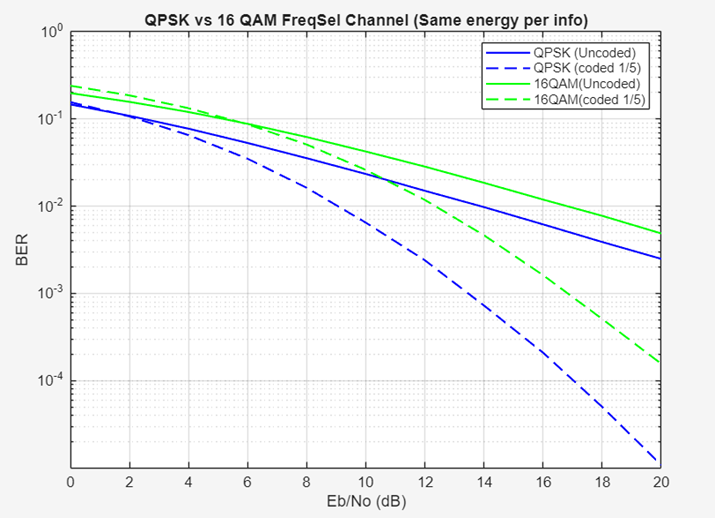 QPSK vs 16 QAM FreqSel Channel (Same energy per info)
QPSK (Uncoded)
QPSK (coded 1/5)
16QAM(Uncoded)
16QAM(coded 1/5)
BER
10^0
10^-1
10^-2
10^-3
10^-4
0 2 4 6 8 10 12 14 16 18 20
Eb/No (dB)